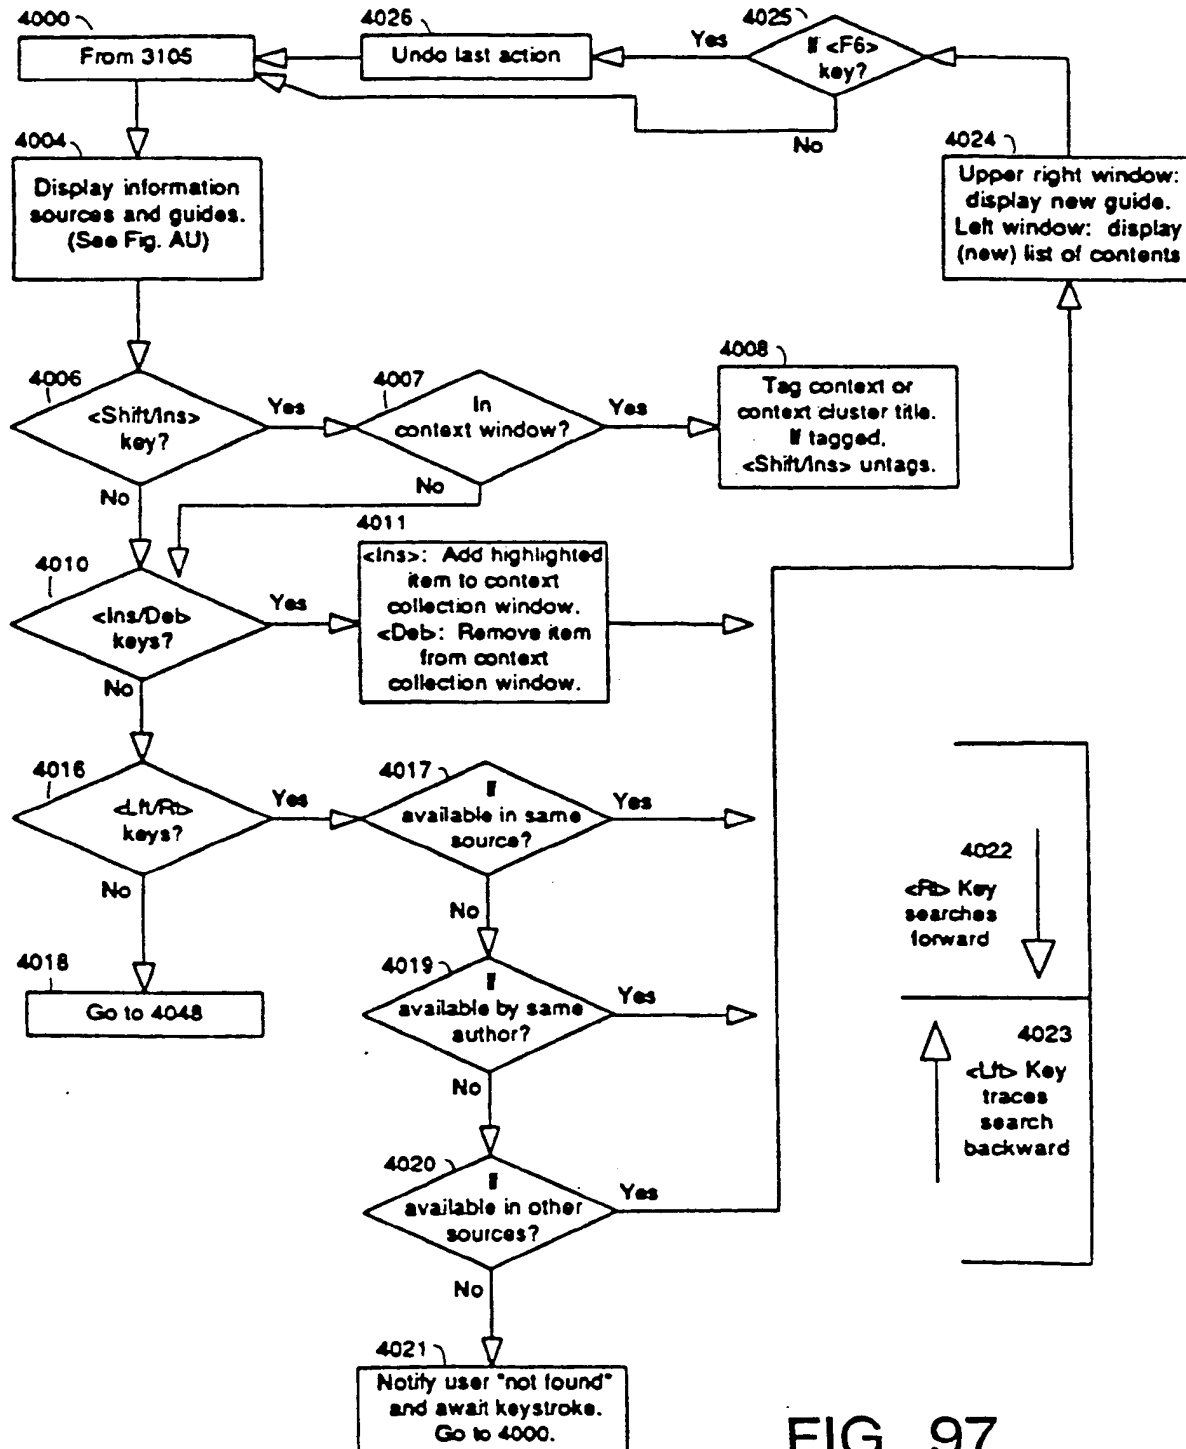 4000
From 3105
4026
Undo last action
Yes
4025
If <F6>
key?
No
4004
Display information
sources and guides.
(See Fig. AU)
4024
Upper right window:
display new guide.
Left window: display
(new) list of contents
4006
<Shift/Ins>
key?
Yes
No
4007
In
context window?
Yes
No
4008
Tag context or
context cluster title.
If tagged,
<Shift/Ins> untags.
4010
<Ins/Del>
keys?
Yes
No
4011
<Ins>: Add highlighted
item to context
collection window.
<Del>: Remove item
from context
collection window.
4016
<Lft/Rt>
keys?
Yes
No
4017
If
available in same
source?
Yes
No
4018
Go to 4048
4019
If
available by same
author?
Yes
No
4020
If
available in other
sources?
Yes
No
4021
Notify user "not found"
and await keystroke.
Go to 4000.
4022
<Rt> Key
searches
forward
4023
<Lft> Key
traces
search
backward
FIG. 97